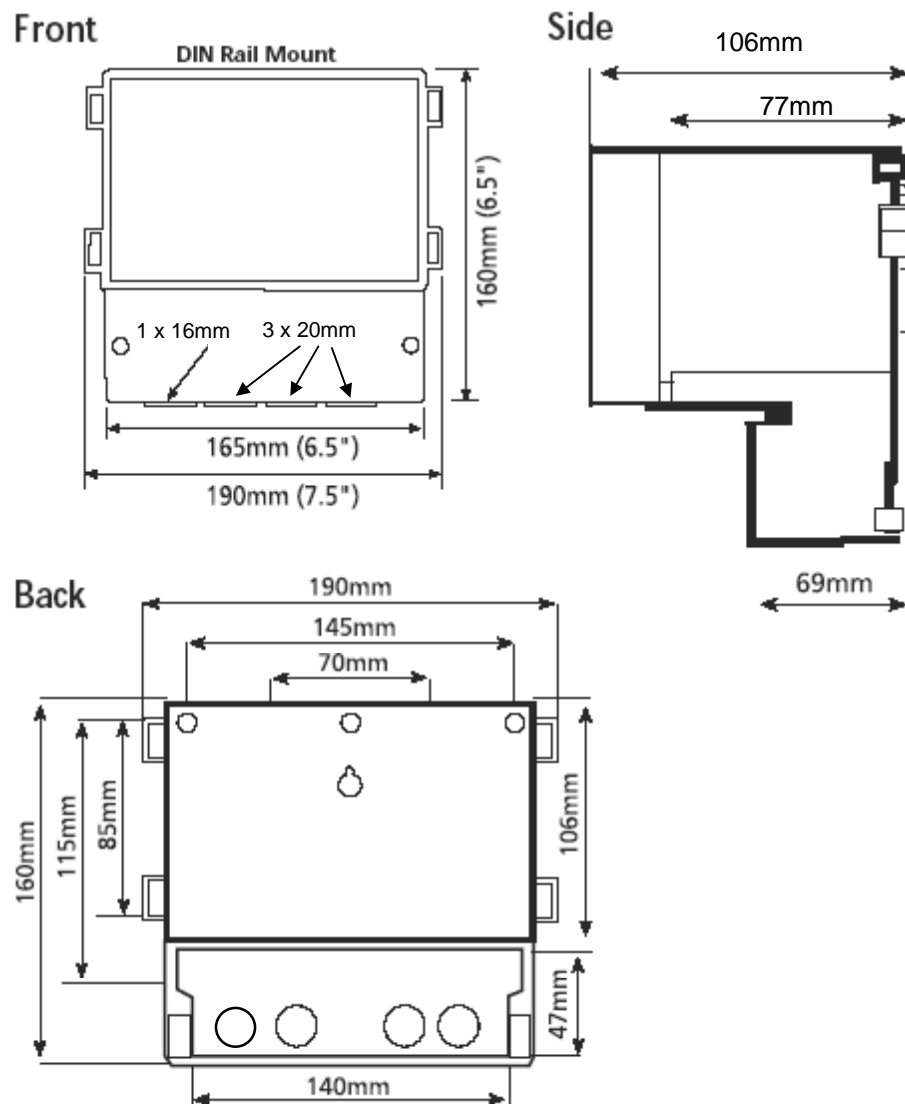 Front
DIN Rail Mount
160mm (6.5")
1 x 16mm
3 x 20mm
165mm (6.5")
190mm (7.5")
Side
106mm
77mm
69mm
Back
190mm
145mm
70mm
160mm
115mm
85mm
106mm
47mm
140mm